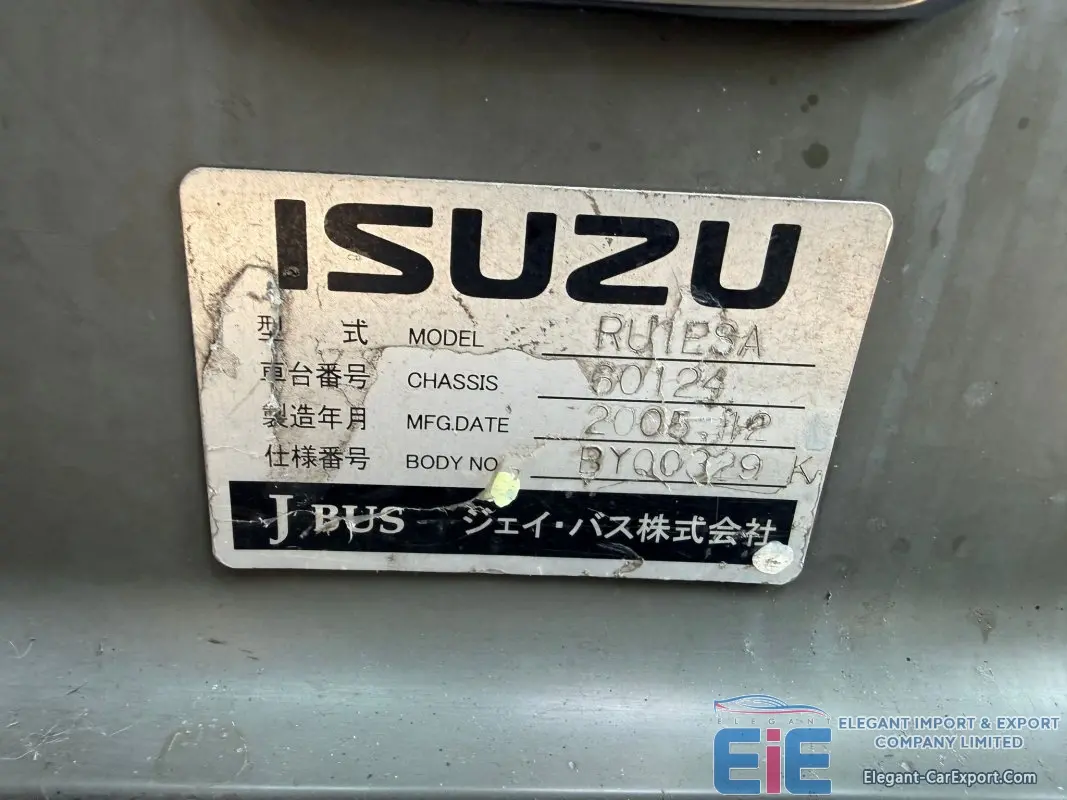 ISUZU
型式 MODEL RU1ESA
車台番号 CHASSIS 60124
製造年月 MFG.DATE 2005.12
仕様番号 BODY NO BYQ0329 K
J BUS ジェイ・バス株式会社
ELEGANT
EiE
ELEGANT IMPORT & EXPORT
COMPANY LIMITED
Elegant-CarExport.Com